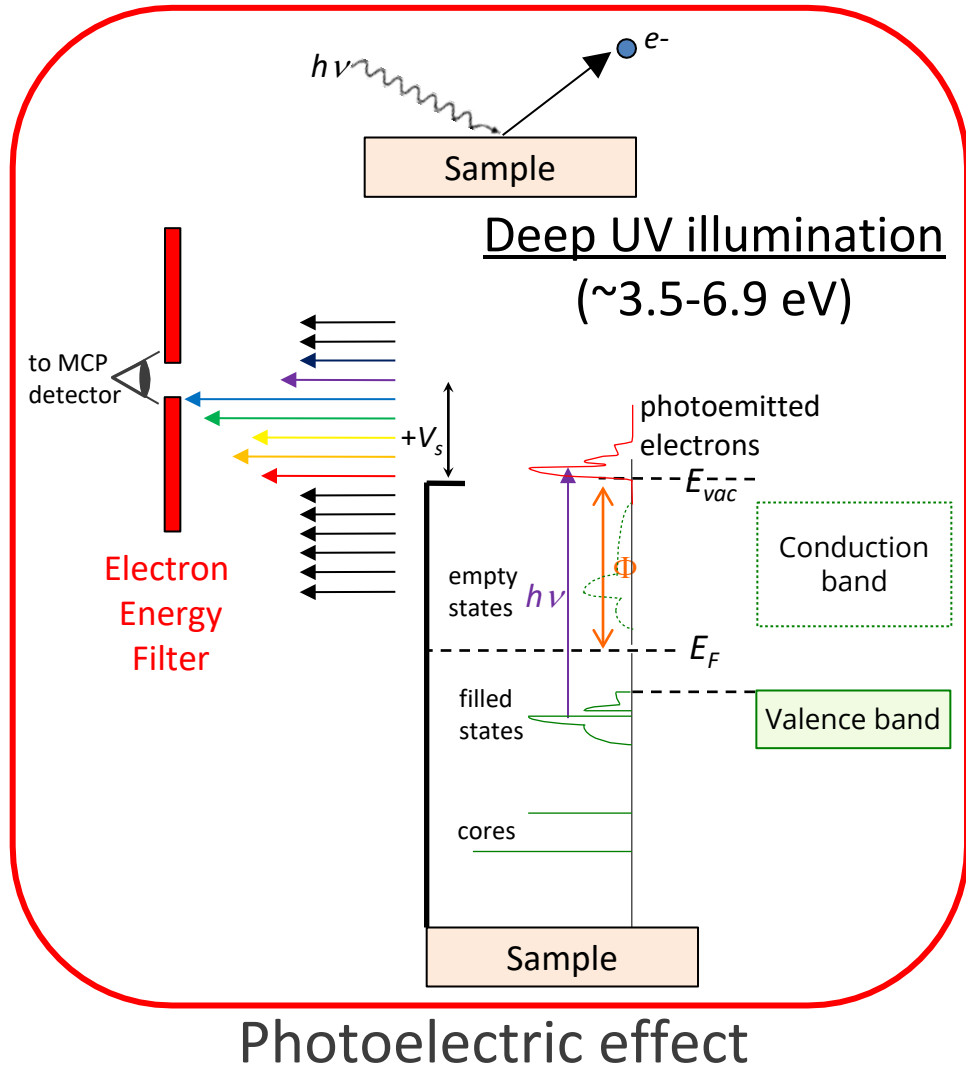 e-
hν
Sample
Deep UV illumination
(~3.5-6.9 eV)
to MCP
detector
+Vs
photoemitted
electrons
Evac
Electron
Energy
Filter
empty
states
hν
Φ
Conduction
band
EF
filled
states
Valence band
cores
Sample
Photoelectric effect